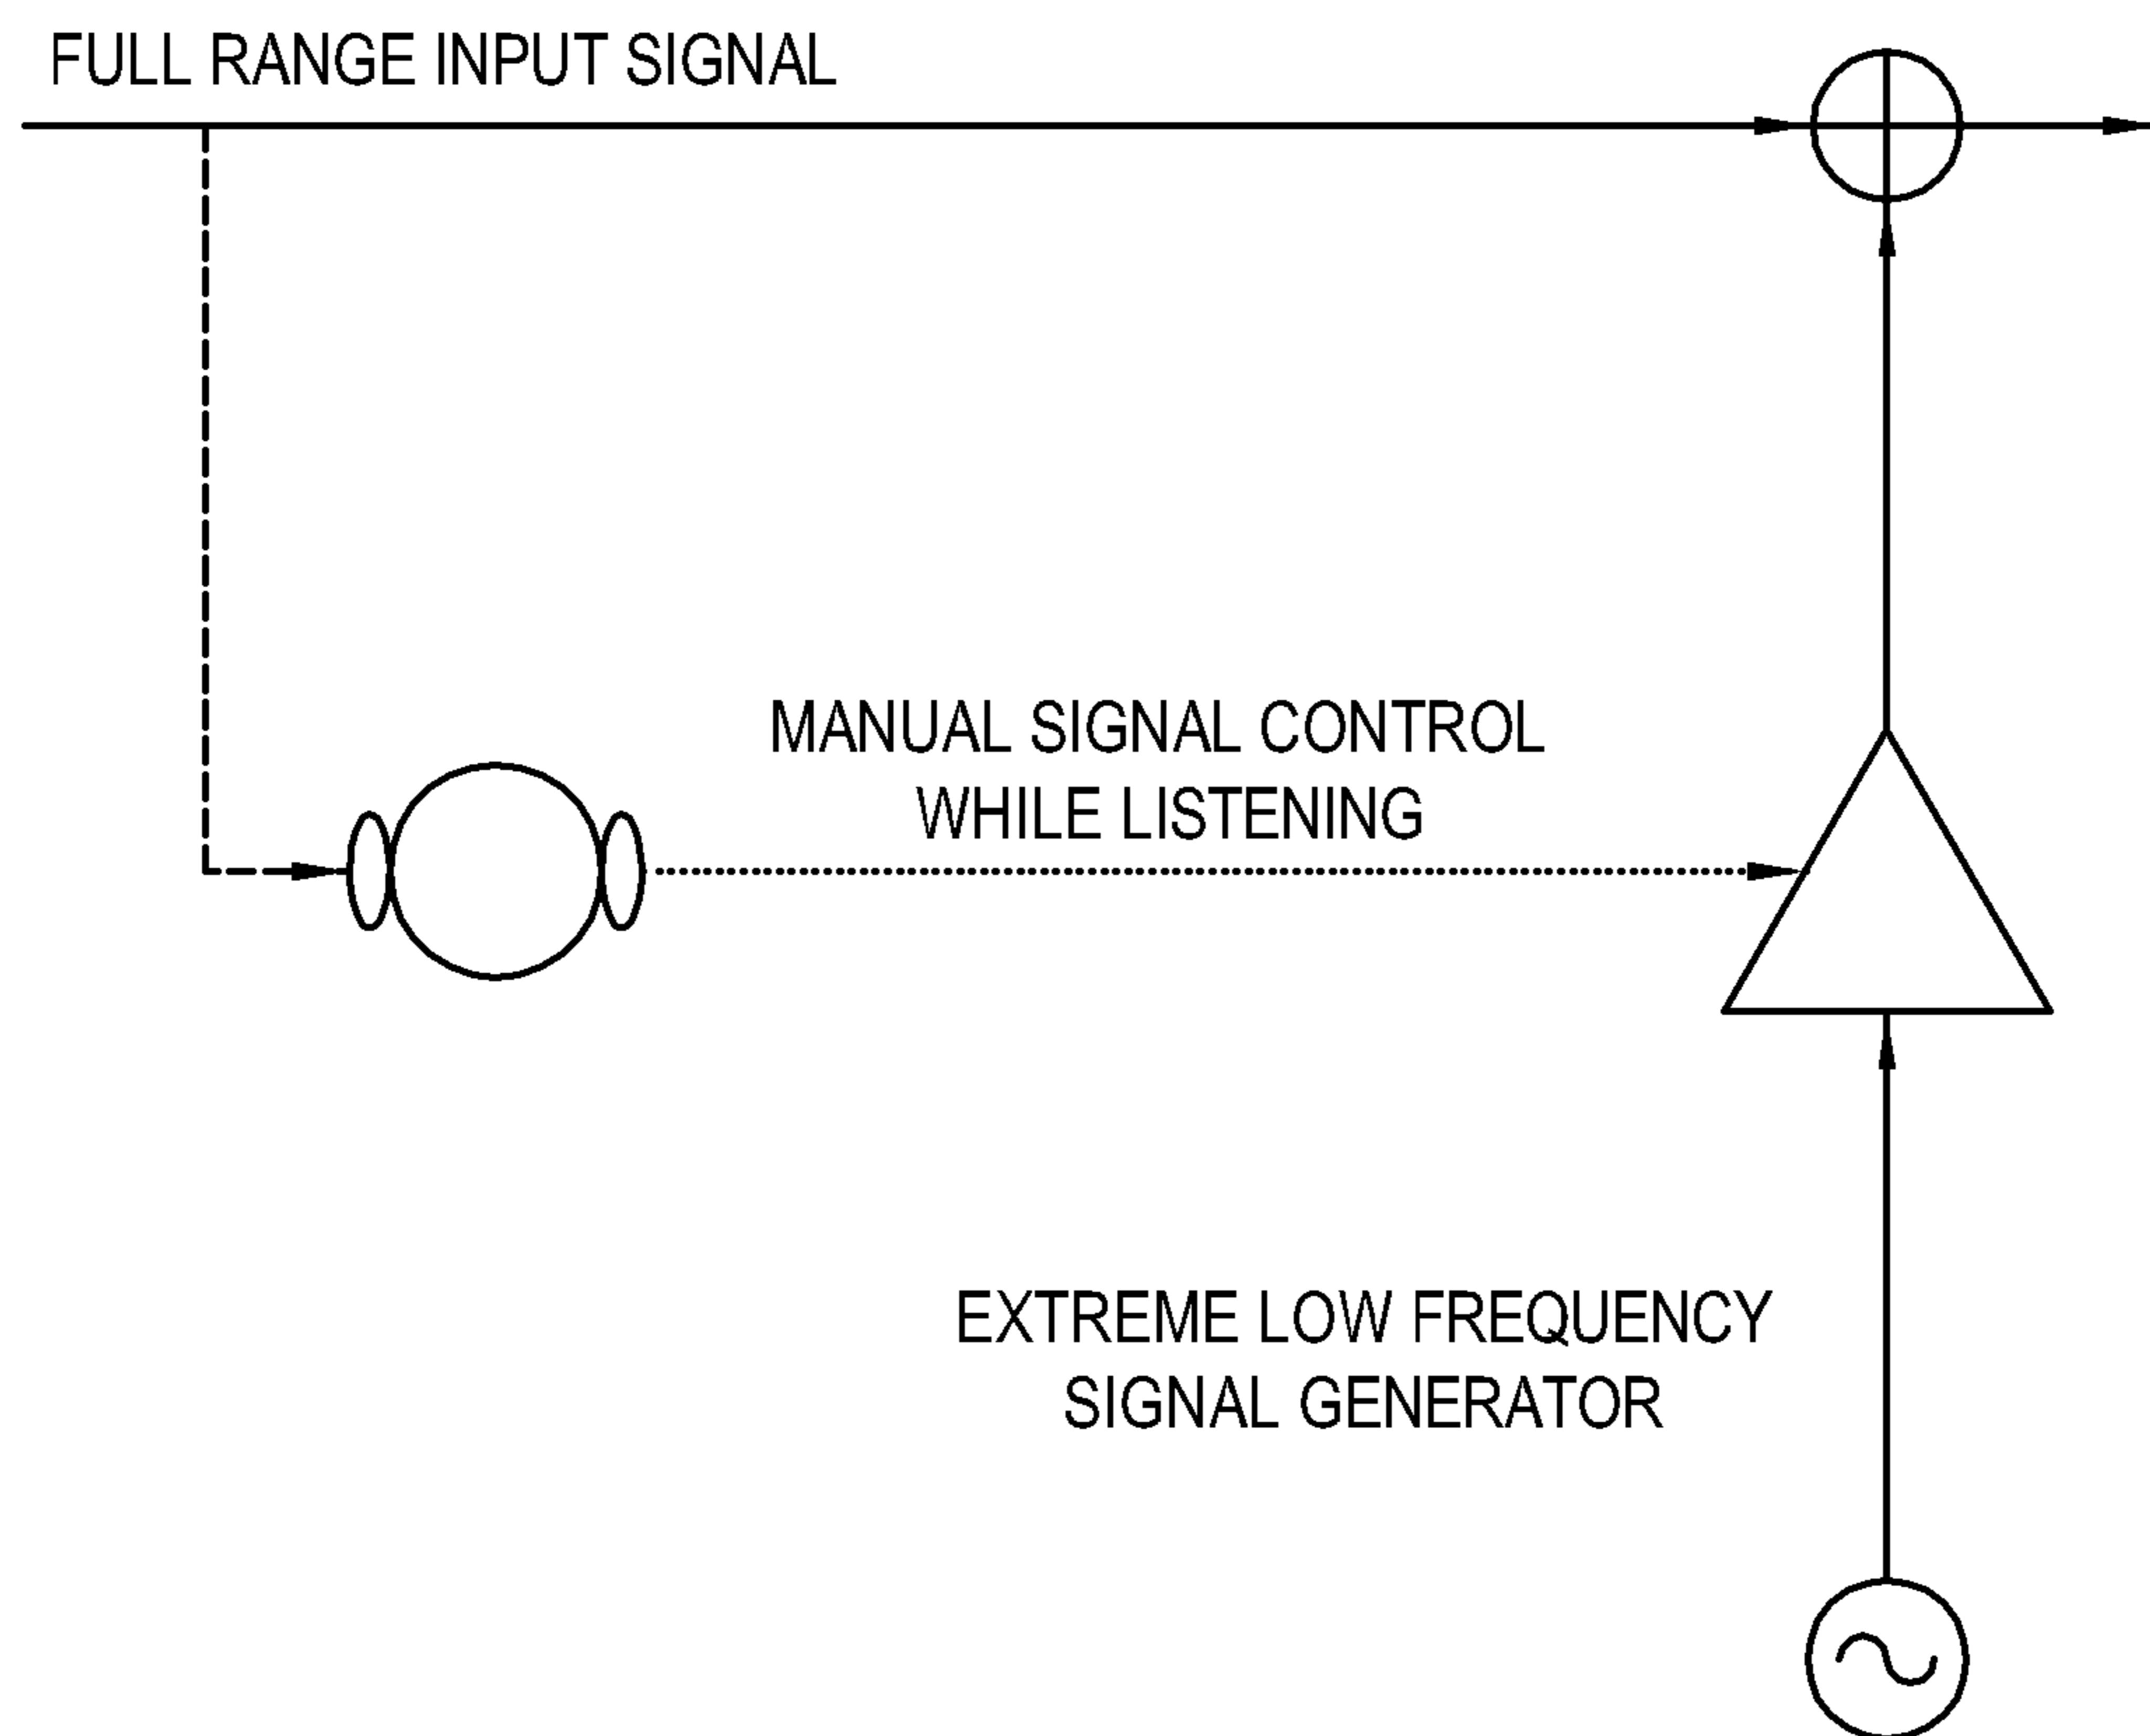 FULL RANGE INPUT SIGNAL
MANUAL SIGNAL CONTROL
WHILE LISTENING
EXTREME LOW FREQUENCY
SIGNAL GENERATOR